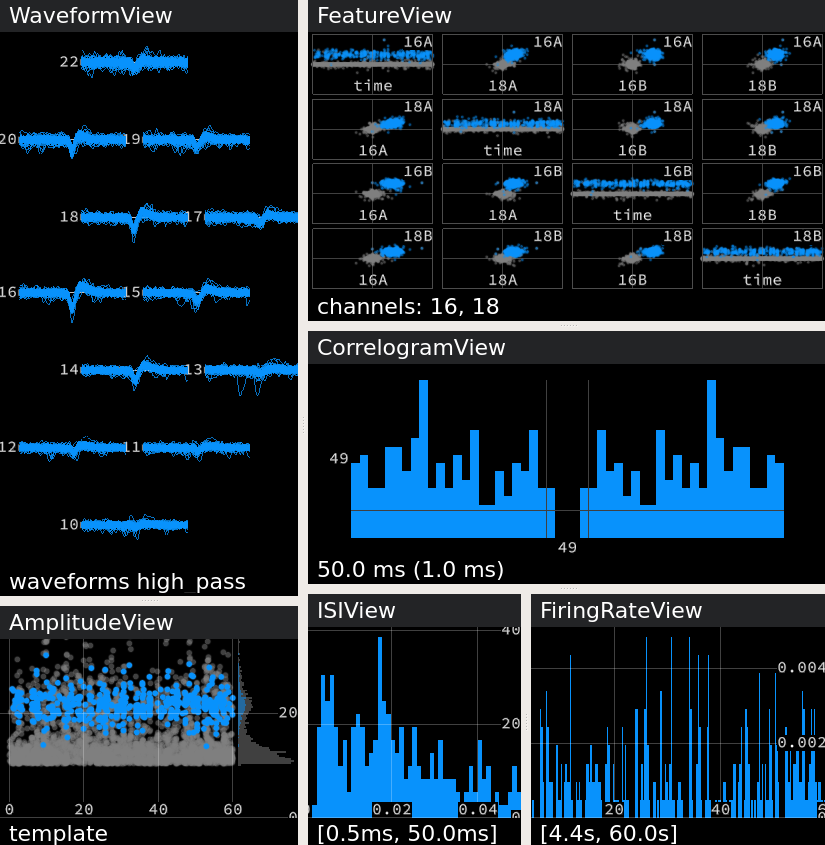 WaveformView
22
20 19
18 17
16 15
14 13
12 11
10
waveforms high_pass
FeatureView
16A 16A 16A 16A
time 18A 16B 18B
18A 18A 18A 18A
16A time 16B 18B
16B 16B 16B 16B
16A 18A time 18B
18B 18B 18B 18B
16A 18A 16B time
channels: 16, 18
CorrelogramView
49
49
50.0 ms (1.0 ms)
AmplitudeView
20
0 20 40 60 0
template
ISIView
40
20
0.02 0.04
[0.5ms, 50.0ms]
FiringRateView
0.004
0.002
20 40
[4.4s, 60.0s]